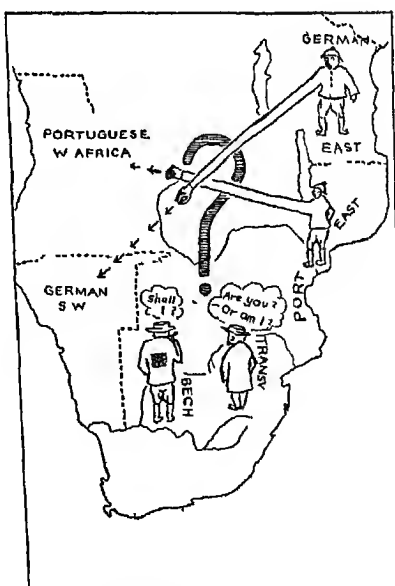 GERMAN
EAST
PORTUGUESE
W AFRICA
PORT
EAST
GERMAN
S W
Shall
I?
Are you?
Or am I?
BECH
TRANSV
?